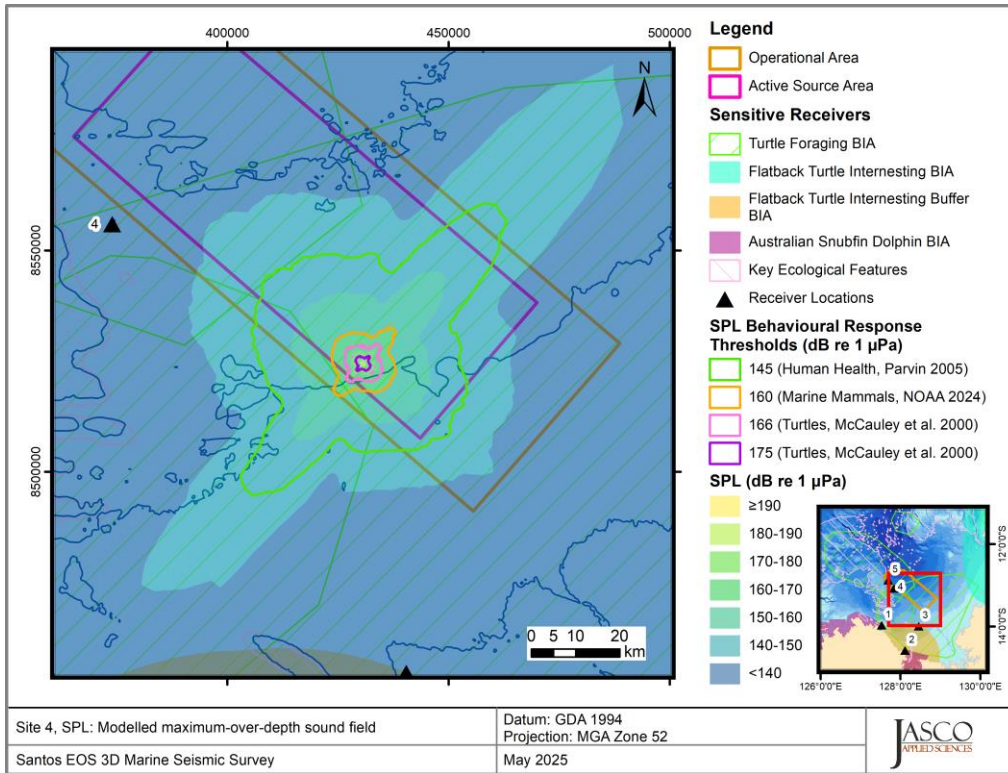 400000
450000
500000
N
8550000
4
8500000
0 5 10 20
km
Legend
Operational Area
Active Source Area
Sensitive Receivers
Turtle Foraging BIA
Flatback Turtle Internesting BIA
Flatback Turtle Internesting Buffer
BIA
Australian Snubfin Dolphin BIA
Key Ecological Features
Receiver Locations
SPL Behavioural Response
Thresholds (dB re 1 µPa)
145 (Human Health, Parvin 2005)
160 (Marine Mammals, NOAA 2024)
166 (Turtles, McCauley et al. 2000)
175 (Turtles, McCauley et al. 2000)
SPL (dB re 1 µPa)
≥190
180-190
170-180
160-170
150-160
140-150
<140
5
4
1
3
2
12°0'0"S
14°0'0"S
126°0'0"E
128°0'0"E
130°0'0"E
Site 4, SPL: Modelled maximum-over-depth sound field
Datum: GDA 1994
Projection: MGA Zone 52
Santos EOS 3D Marine Seismic Survey
May 2025
JASCO
APPLIED SCIENCES